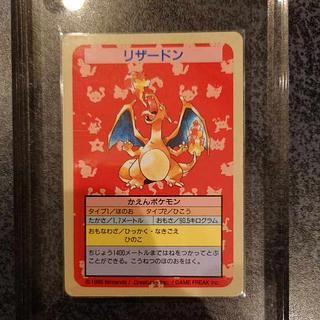 リザードン
かえんポケモン
タイプ1/ほのお タイプ2/ひこう
たかさ/1.7メートル おもさ/90.5キログラム
おもなわざ/ひっかく・なきごえ
ひのこ
ちじょう1400メートルまではねをつかってとぶ
ことができる。こうねつのほのおをはく。
© 1995 Nintendo / Creatures inc. / GAME FREAK inc.